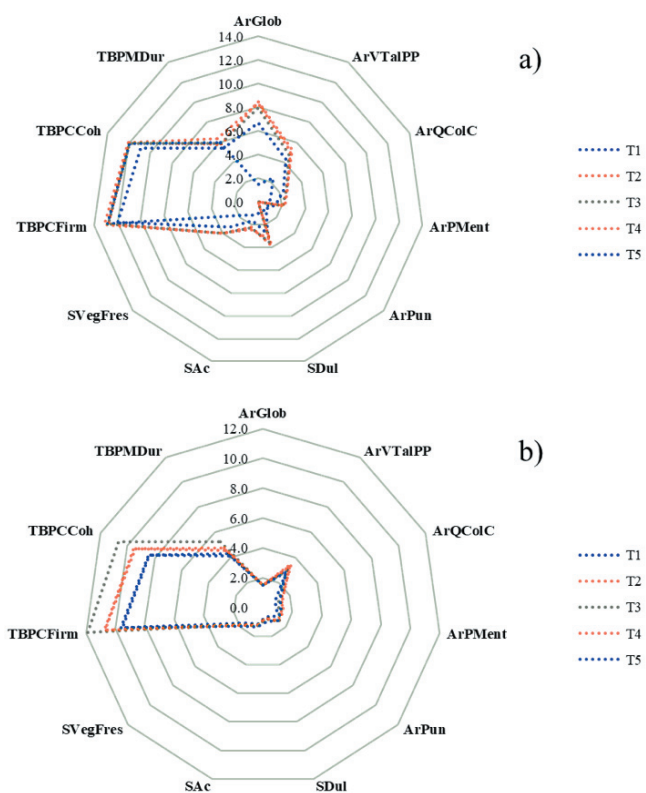 ArGlob
14.0
TBPMDur
ArVTalPP
a)
12.0
10.0
8.0
TBPCCoh
ArQColC
6.0
4.0
2.0
0.0
TBPCFirm
ArPMent
SVegFres
ArPun
SAc
SDul
T1
T2
T3
T4
T5
ArGlob
12.0
TBPMDur
ArVTalPP
b)
10.0
8.0
TBPCCoh
ArQColC
6.0
4.0
2.0
0.0
TBPCFirm
ArPMent
SVegFres
ArPun
SAc
SDul
T1
T2
T3
T4
T5